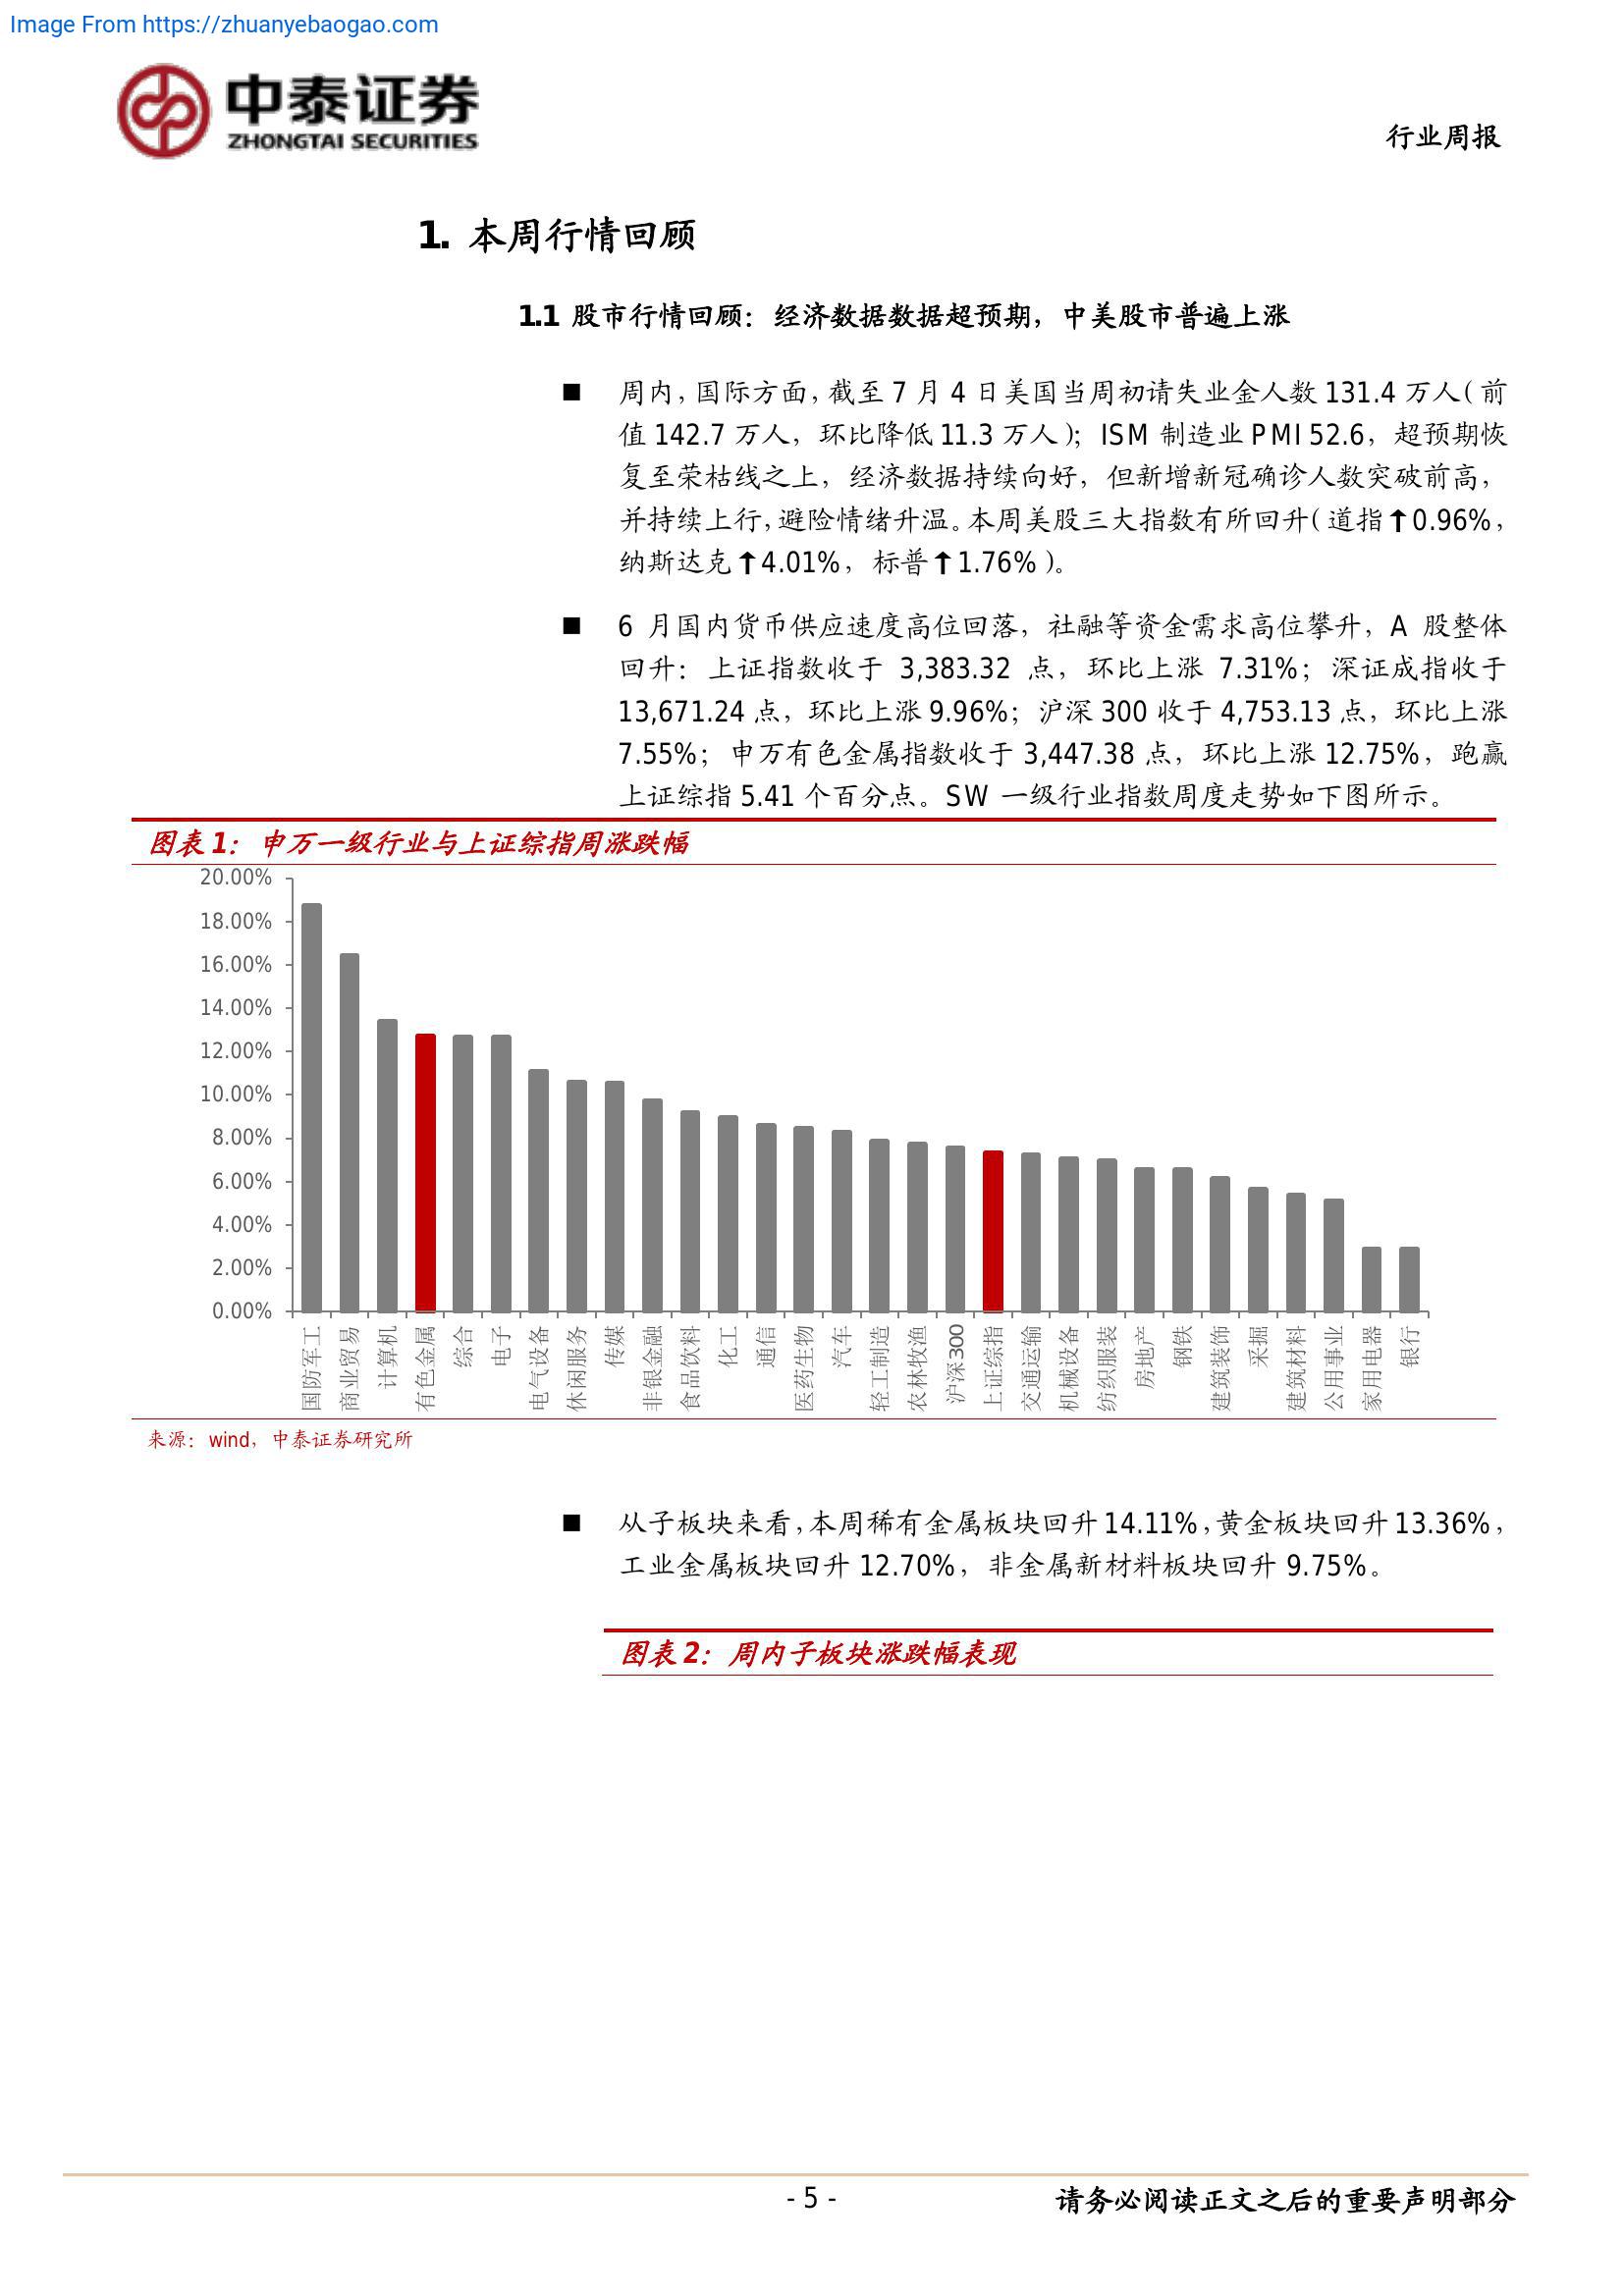 Image From https://zhuanyebaogao.com
中泰证券
ZHONGTAI SECURITIES
行业周报
1. 本周行情回顾
1.1 股市行情回顾：经济数据数据超预期，中美股市普遍上涨
■ 周内，国际方面，截至 7 月 4 日美国当周初请失业金人数 131.4 万人（前
值 142.7 万人，环比降低 11.3 万人）；ISM 制造业 PMI 52.6，超预期恢
复至荣枯线之上，经济数据持续向好，但新增新冠确诊人数突破前高，
并持续上行，避险情绪升温。本周美股三大指数有所回升（道指↑0.96%，
纳斯达克↑4.01%，标普↑1.76%）。
■ 6 月国内货币供应速度高位回落，社融等资金需求高位攀升，A 股整体
回升：上证指数收于 3,383.32 点，环比上涨 7.31%；深证成指收于
13,671.24 点，环比上涨 9.96%；沪深 300 收于 4,753.13 点，环比上涨
7.55%；申万有色金属指数收于 3,447.38 点，环比上涨 12.75%，跑赢
上证综指 5.41 个百分点。SW 一级行业指数周度走势如下图所示。
图表 1：申万一级行业与上证综指周涨跌幅
20.00%
18.00%
16.00%
14.00%
12.00%
10.00%
8.00%
6.00%
4.00%
2.00%
0.00%
国防军工
商业贸易
计算机
有色金属
综合
电子
电气设备
休闲服务
传媒
非银金融
食品饮料
化工
通信
医药生物
汽车
轻工制造
农林牧渔
沪深300
上证综指
交通运输
机械设备
纺织服装
房地产
钢铁
建筑装饰
采掘
建筑材料
公用事业
家用电器
银行
来源：wind，中泰证券研究所
■ 从子板块来看，本周稀有金属板块回升 14.11%，黄金板块回升 13.36%，
工业金属板块回升 12.70%，非金属新材料板块回升 9.75%。
图表 2：周内子板块涨跌幅表现
- 5 -
请务必阅读正文之后的重要声明部分